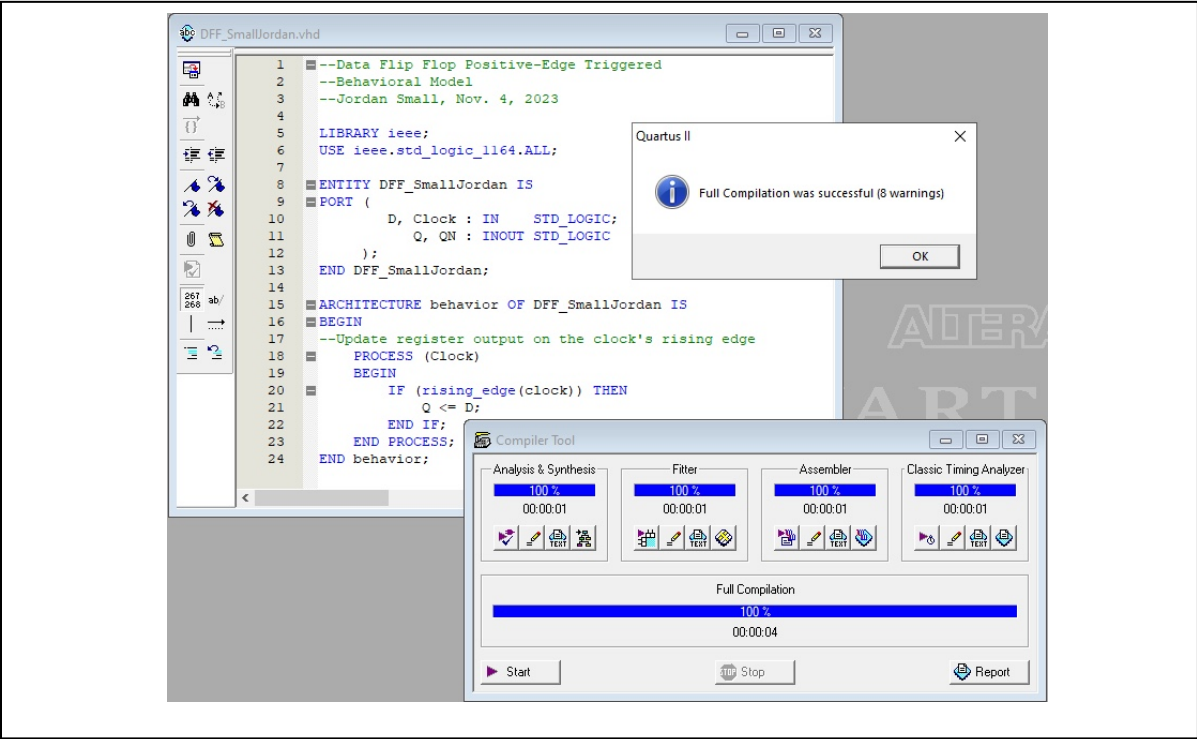 DFF_SmallJordan.vhd
1 --Data Flip Flop Positive-Edge Triggered
2 --Behavioral Model
3 --Jordan Small, Nov. 4, 2023
4
5 LIBRARY ieee;
6 USE ieee.std_logic_1164.ALL;
7
8 ENTITY DFF_SmallJordan IS
9 PORT (
10 D, Clock : IN STD_LOGIC;
11 Q, QN : INOUT STD_LOGIC
12 );
13 END DFF_SmallJordan;
14
15 ARCHITECTURE behavior OF DFF_SmallJordan IS
16 BEGIN
17 --Update register output on the clock's rising edge
18 PROCESS (Clock)
19 BEGIN
20 IF (rising_edge(clock)) THEN
21 Q <= D;
22 END IF;
23 END PROCESS;
24 END behavior;
267
268 ab/
Quartus II
Full Compilation was successful (8 warnings)
OK
ALTERA
ART
Compiler Tool
Analysis & Synthesis Fitter Assembler Classic Timing Analyzer
100 % 100 % 100 % 100 %
00:00:01 00:00:01 00:00:01 00:00:01
TEXT TEXT TEXT TEXT
Full Compilation
100 %
00:00:04
Start STOP Stop Report